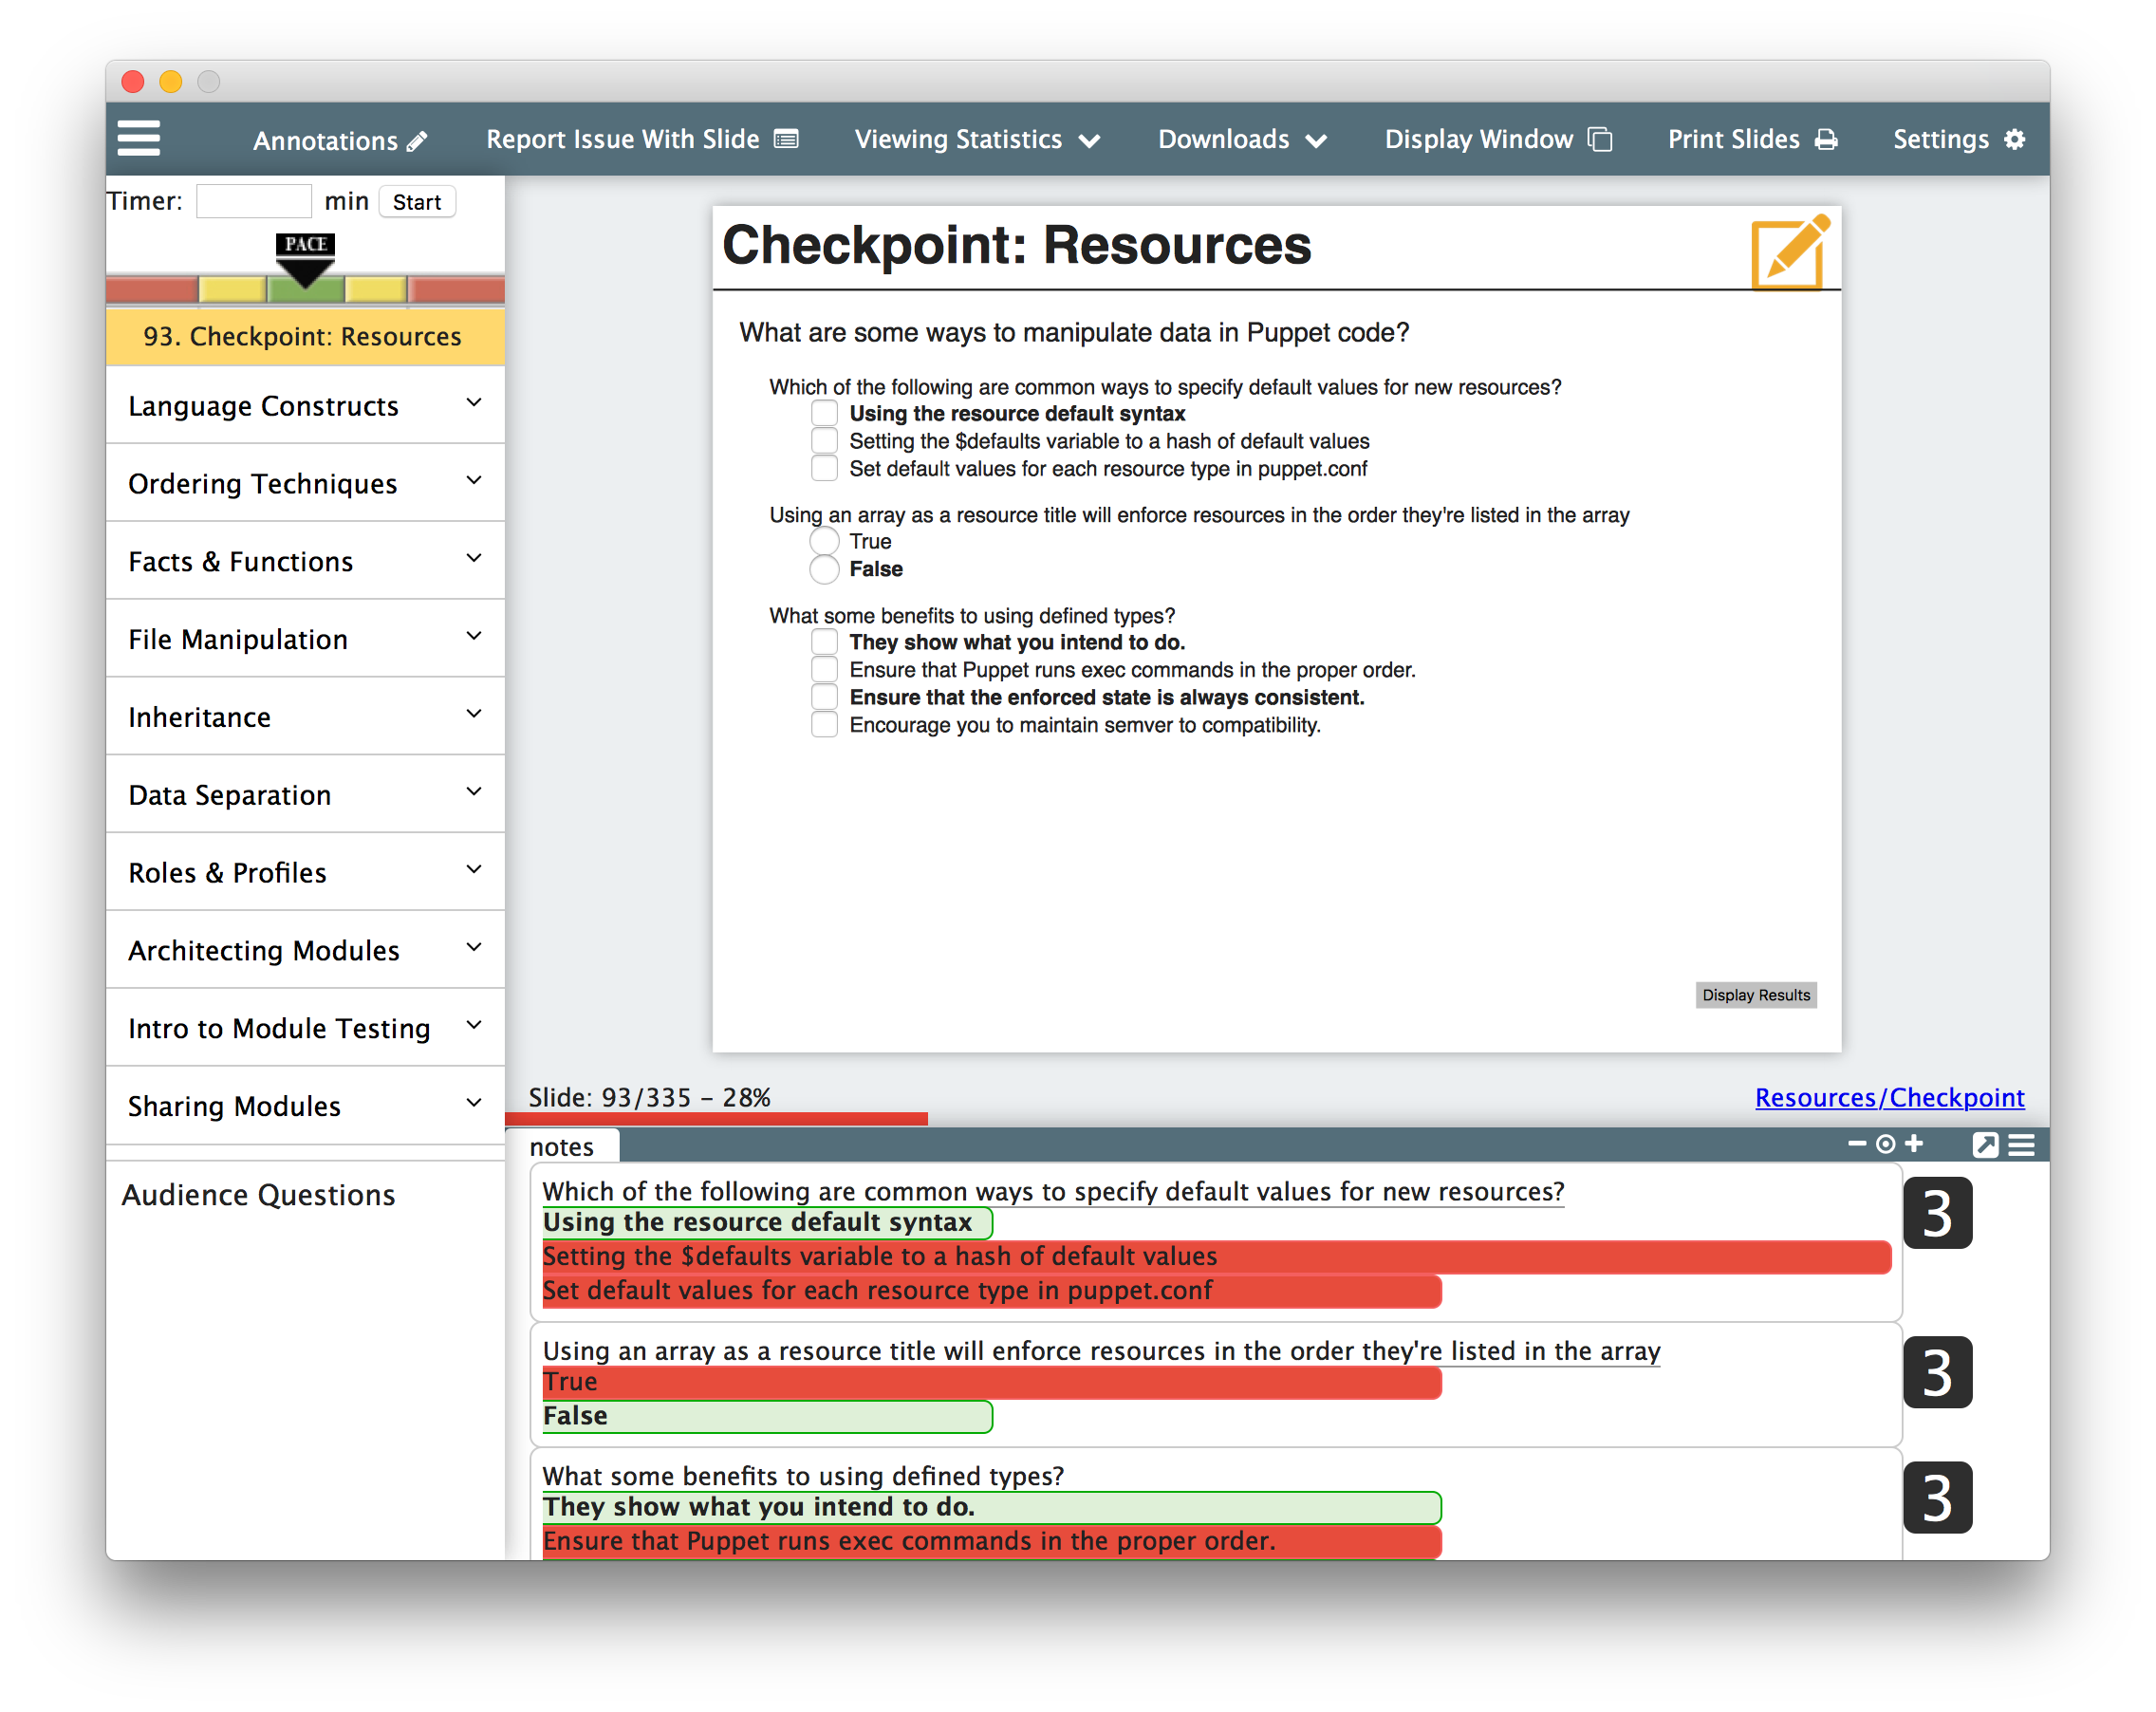 Annotations Report Issue With Slide Viewing Statistics Downloads Display Window Print Slides Settings
Timer: min Start
PACE
93. Checkpoint: Resources
Language Constructs
Ordering Techniques
Facts & Functions
File Manipulation
Inheritance
Data Separation
Roles & Profiles
Architecting Modules
Intro to Module Testing
Sharing Modules
Audience Questions
Checkpoint: Resources
What are some ways to manipulate data in Puppet code?
Which of the following are common ways to specify default values for new resources?
Using the resource default syntax
Setting the $defaults variable to a hash of default values
Set default values for each resource type in puppet.conf
Using an array as a resource title will enforce resources in the order they're listed in the array
True
False
What some benefits to using defined types?
They show what you intend to do.
Ensure that Puppet runs exec commands in the proper order.
Ensure that the enforced state is always consistent.
Encourage you to maintain semver to compatibility.
Display Results
Slide: 93/335 – 28% Resources/Checkpoint
notes
Which of the following are common ways to specify default values for new resources?
3
Using the resource default syntax
Setting the $defaults variable to a hash of default values
Set default values for each resource type in puppet.conf
Using an array as a resource title will enforce resources in the order they're listed in the array
3
True
False
What some benefits to using defined types?
3
They show what you intend to do.
Ensure that Puppet runs exec commands in the proper order.